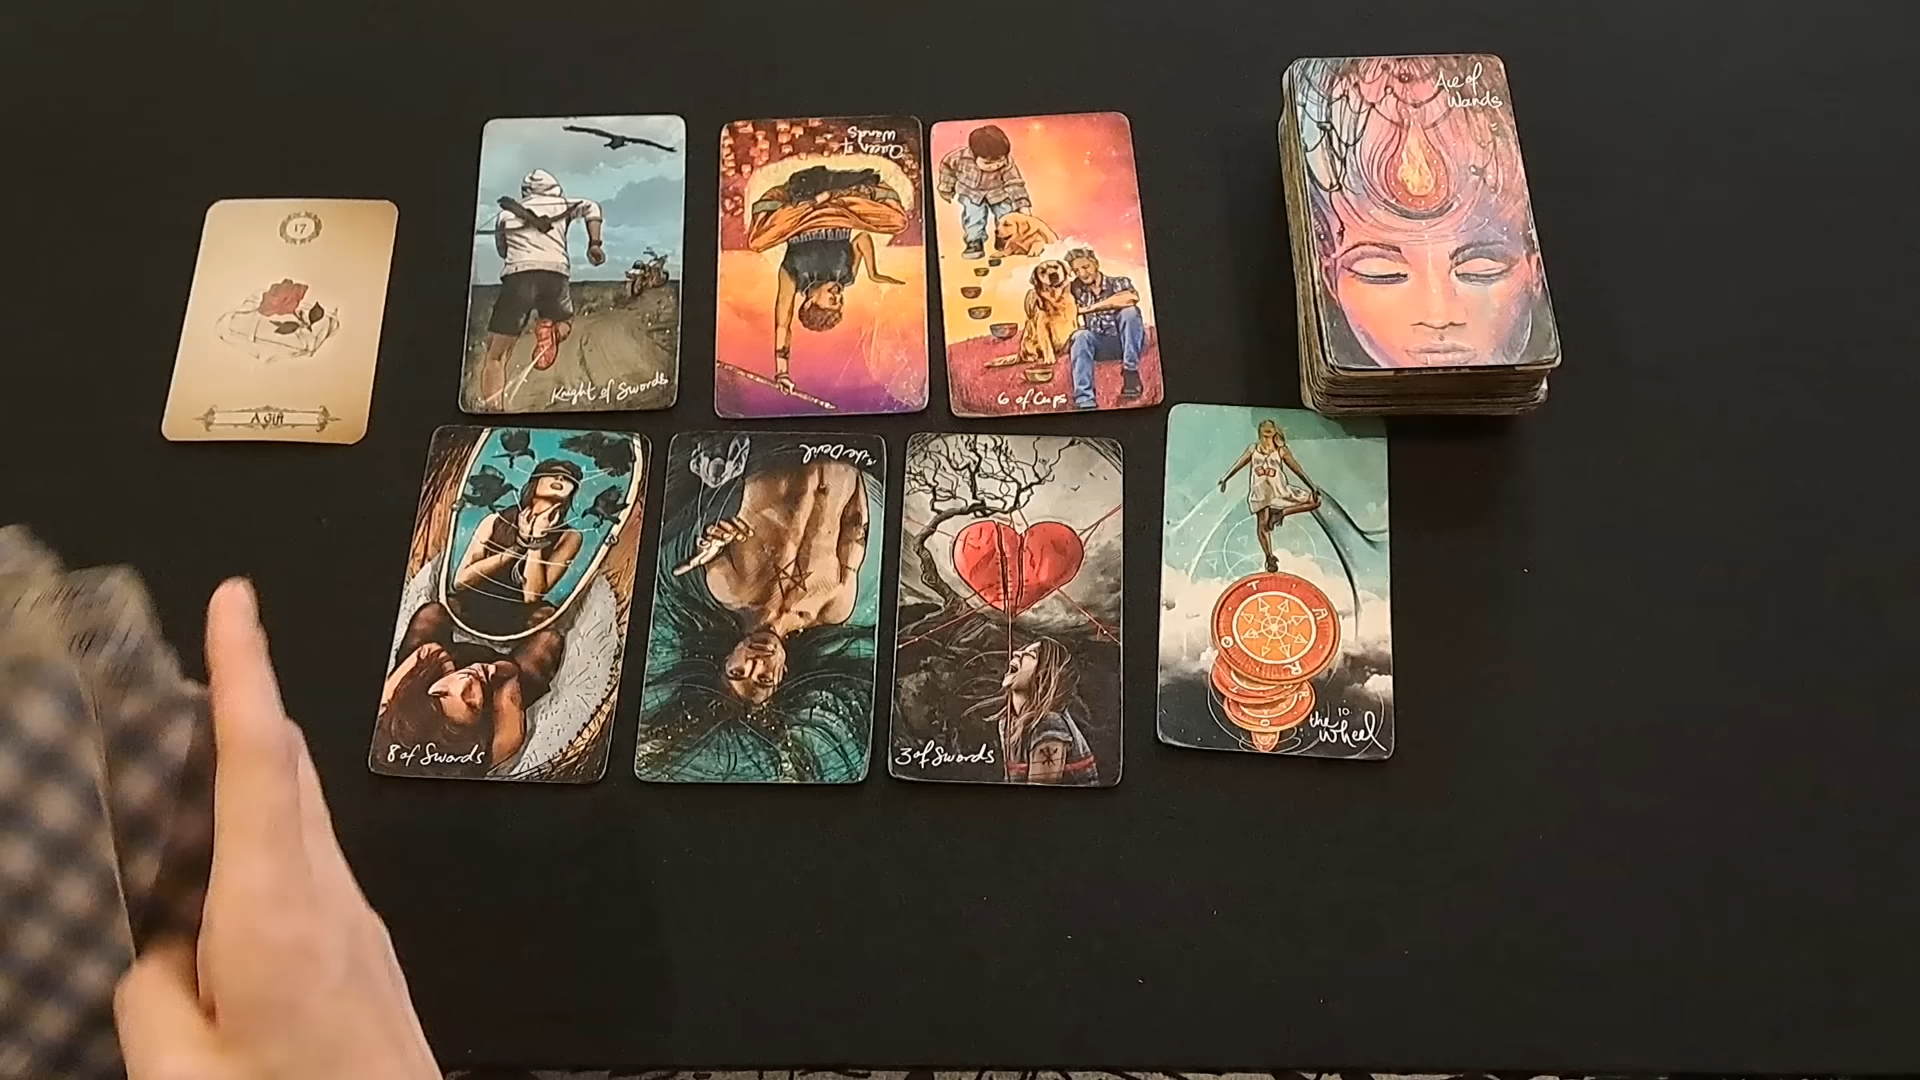 17
A Gift
Knight of Swords
Queen of
Wands
6 of Cups
Ace of
Wands
8 of Swords
15
the Devil
3 of Swords
T A R O
10
the Wheel